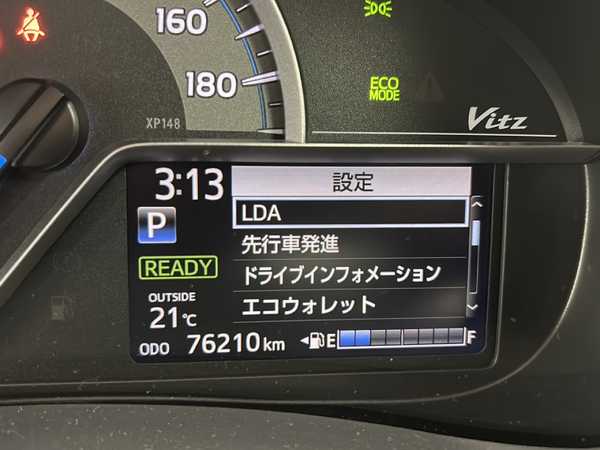 160
180
XP148
ECO
MODE
Vitz
3:13
設定
P
LDA
先行車発進
READY
ドライブインフォメーション
OUTSIDE
21℃
エコウォレット
ODO 76210 km
E F